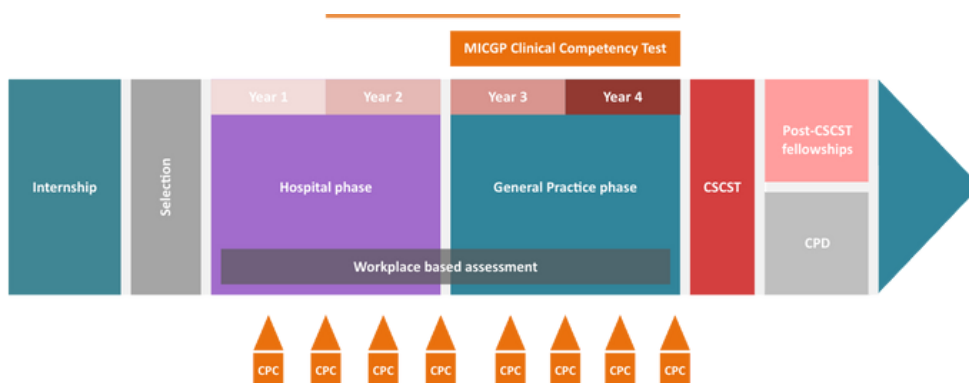 MICGP Clinical Competency Test
Year 1
Year 2
Year 3
Year 4
Internship
Selection
Hospital phase
General Practice phase
CSCST
Post-CSCST
fellowships
CPD
Workplace based assessment
CPC
CPC
CPC
CPC
CPC
CPC
CPC
CPC